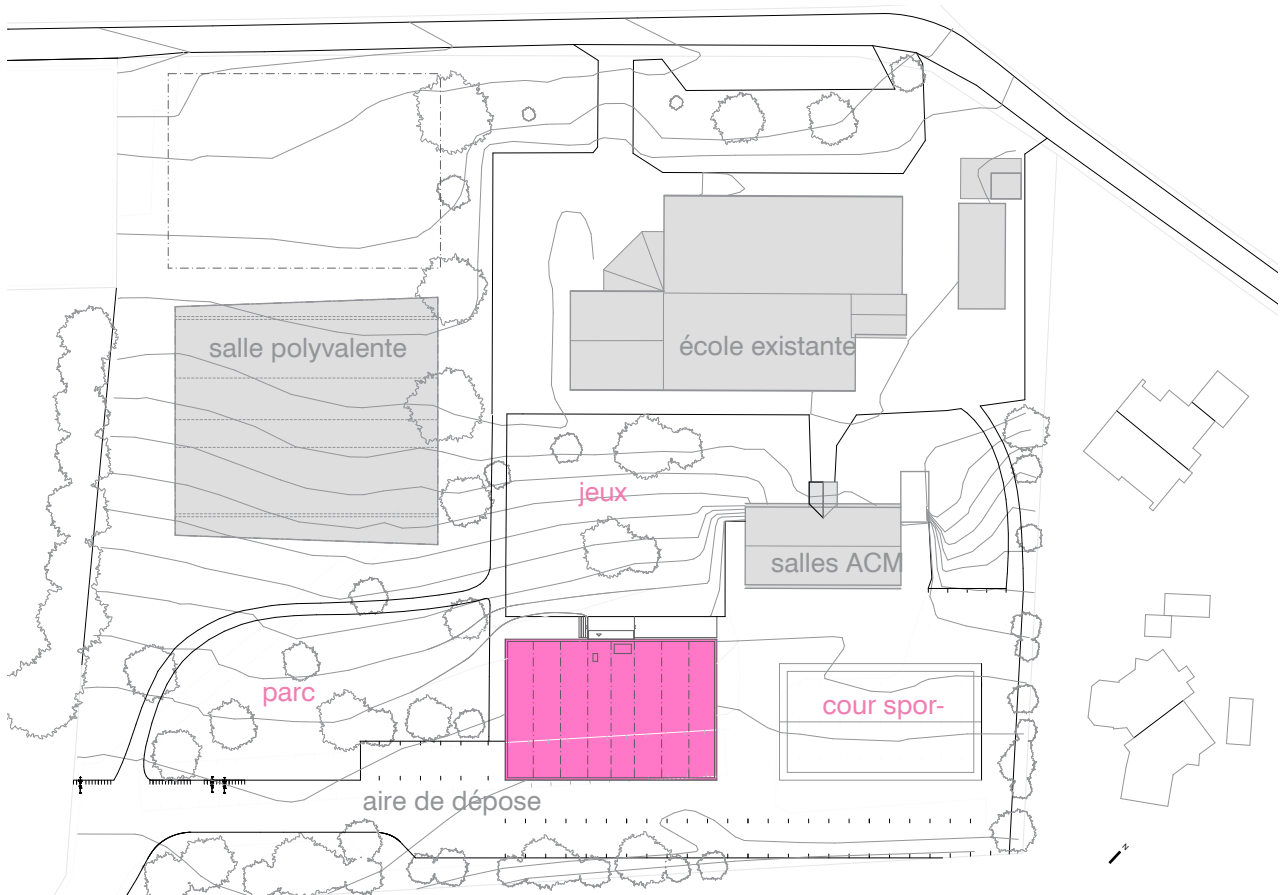 salle polyvalente
école existante
jeux
salles ACM
parc
cour spor-
aire de dépose
N